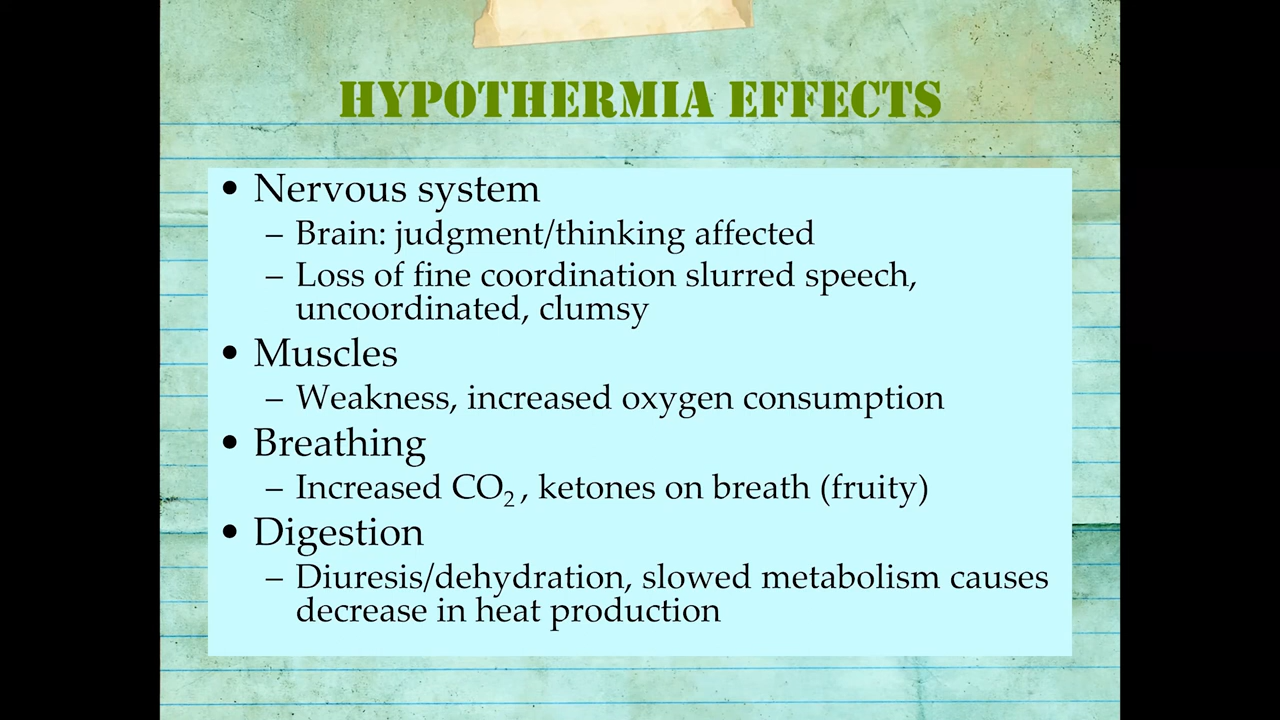 HYPOTHERMIA EFFECTS
• Nervous system
– Brain: judgment/thinking affected
– Loss of fine coordination slurred speech,
uncoordinated, clumsy
• Muscles
– Weakness, increased oxygen consumption
• Breathing
– Increased CO₂ , ketones on breath (fruity)
• Digestion
– Diuresis/dehydration, slowed metabolism causes
decrease in heat production